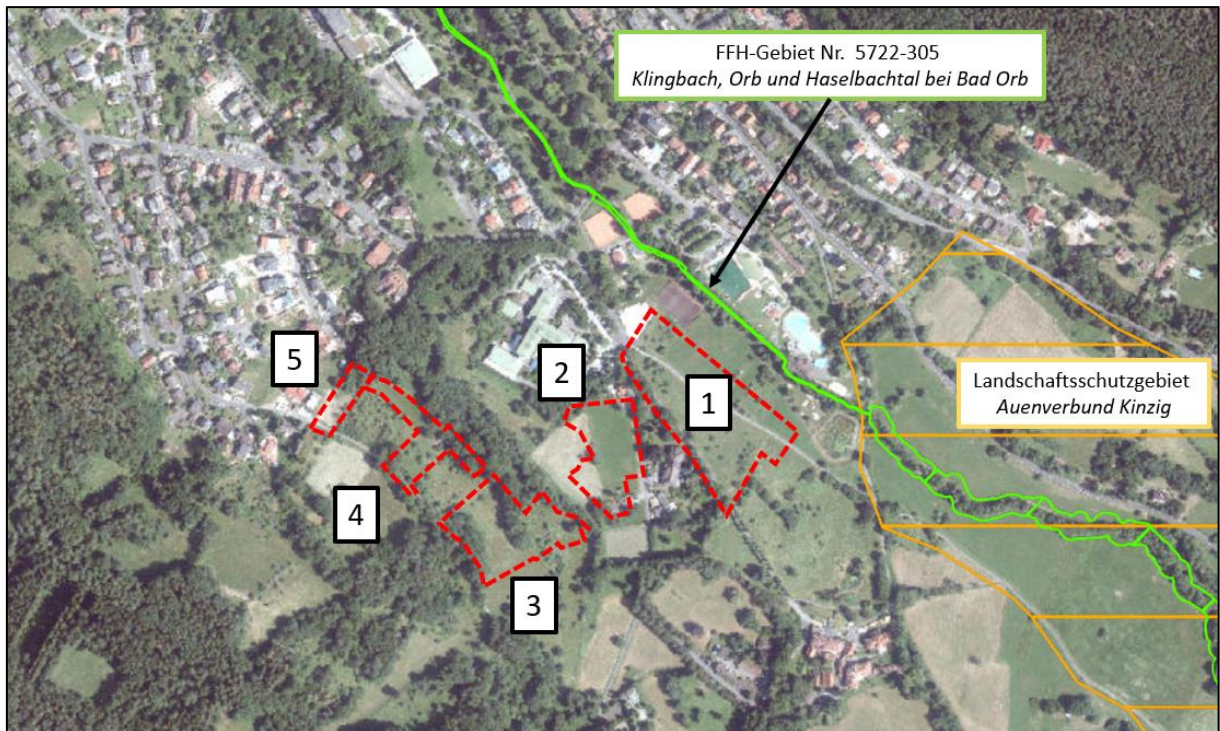 FFH-Gebiet Nr. 5722-305
Klingbach, Orb und Haselbachtal bei Bad Orb
Landschaftsschutzgebiet
Auenverbund Kinzig
5
2
1
4
3